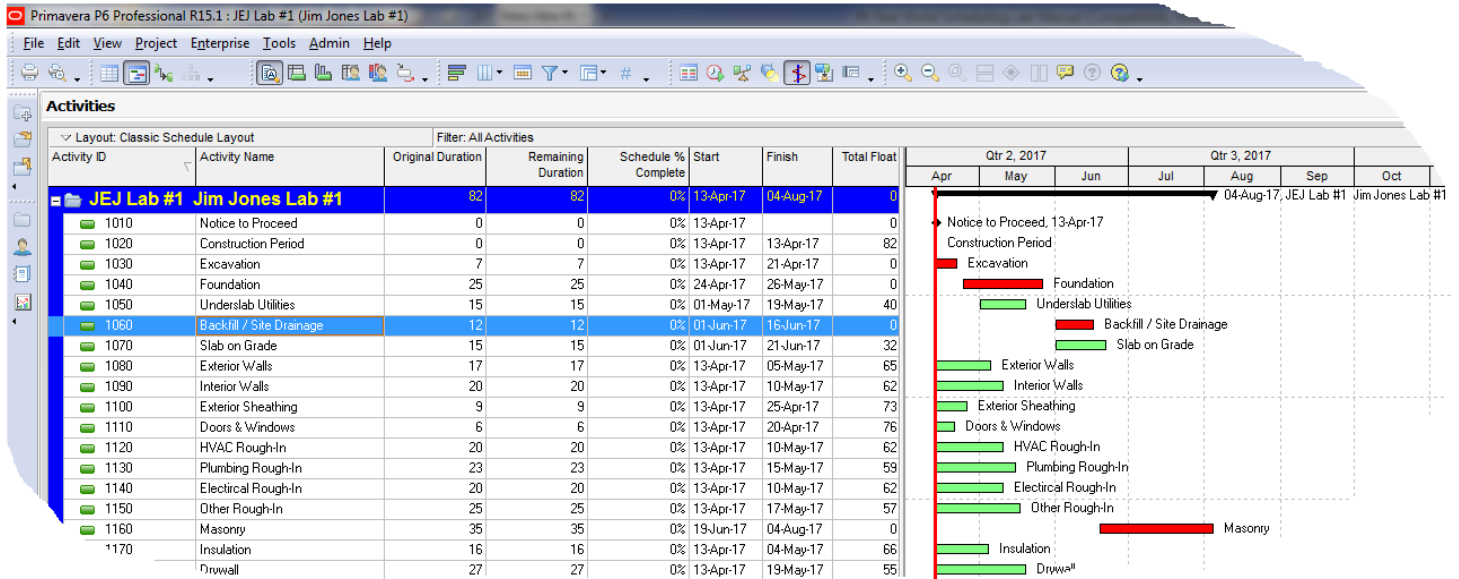 Primavera P6 Professional R15.1 : JEJ Lab #1 (Jim Jones Lab #1)
File Edit View Project Enterprise Tools Admin Help
Activities
Layout: Classic Schedule Layout Filter: All Activities
Activity ID Activity Name Original Duration Remaining Duration Schedule % Complete Start Finish Total Float Qtr 2, 2017 Qtr 3, 2017
Apr May Jun Jul Aug Sep Oct
JEJ Lab #1 Jim Jones Lab #1 82 82 0% 13-Apr-17 04-Aug-17 0 04-Aug-17, JEJ Lab #1 Jim Jones Lab #1
1010 Notice to Proceed 0 0 0% 13-Apr-17 0 Notice to Proceed, 13-Apr-17
1020 Construction Period 0 0 0% 13-Apr-17 13-Apr-17 82 Construction Period
1030 Excavation 7 7 0% 13-Apr-17 21-Apr-17 0 Excavation
1040 Foundation 25 25 0% 24-Apr-17 26-May-17 0 Foundation
1050 Underslab Utilities 15 15 0% 01-May-17 19-May-17 40 Underslab Utilities
1060 Backfill / Site Drainage 12 12 0% 01-Jun-17 16-Jun-17 0 Backfill / Site Drainage
1070 Slab on Grade 15 15 0% 01-Jun-17 21-Jun-17 32 Slab on Grade
1080 Exterior Walls 17 17 0% 13-Apr-17 05-May-17 65 Exterior Walls
1090 Interior Walls 20 20 0% 13-Apr-17 10-May-17 62 Interior Walls
1100 Exterior Sheathing 9 9 0% 13-Apr-17 25-Apr-17 73 Exterior Sheathing
1110 Doors & Windows 6 6 0% 13-Apr-17 20-Apr-17 76 Doors & Windows
1120 HVAC Rough-In 20 20 0% 13-Apr-17 10-May-17 62 HVAC Rough-In
1130 Plumbing Rough-In 23 23 0% 13-Apr-17 15-May-17 59 Plumbing Rough-In
1140 Electircal Rough-In 20 20 0% 13-Apr-17 10-May-17 62 Electircal Rough-In
1150 Other Rough-In 25 25 0% 13-Apr-17 17-May-17 57 Other Rough-In
1160 Masonry 35 35 0% 19-Jun-17 04-Aug-17 0 Masonry
1170 Insulation 16 16 0% 13-Apr-17 04-May-17 66 Insulation
Drywall 27 27 0% 13-Apr-17 19-May-17 55 Drywall